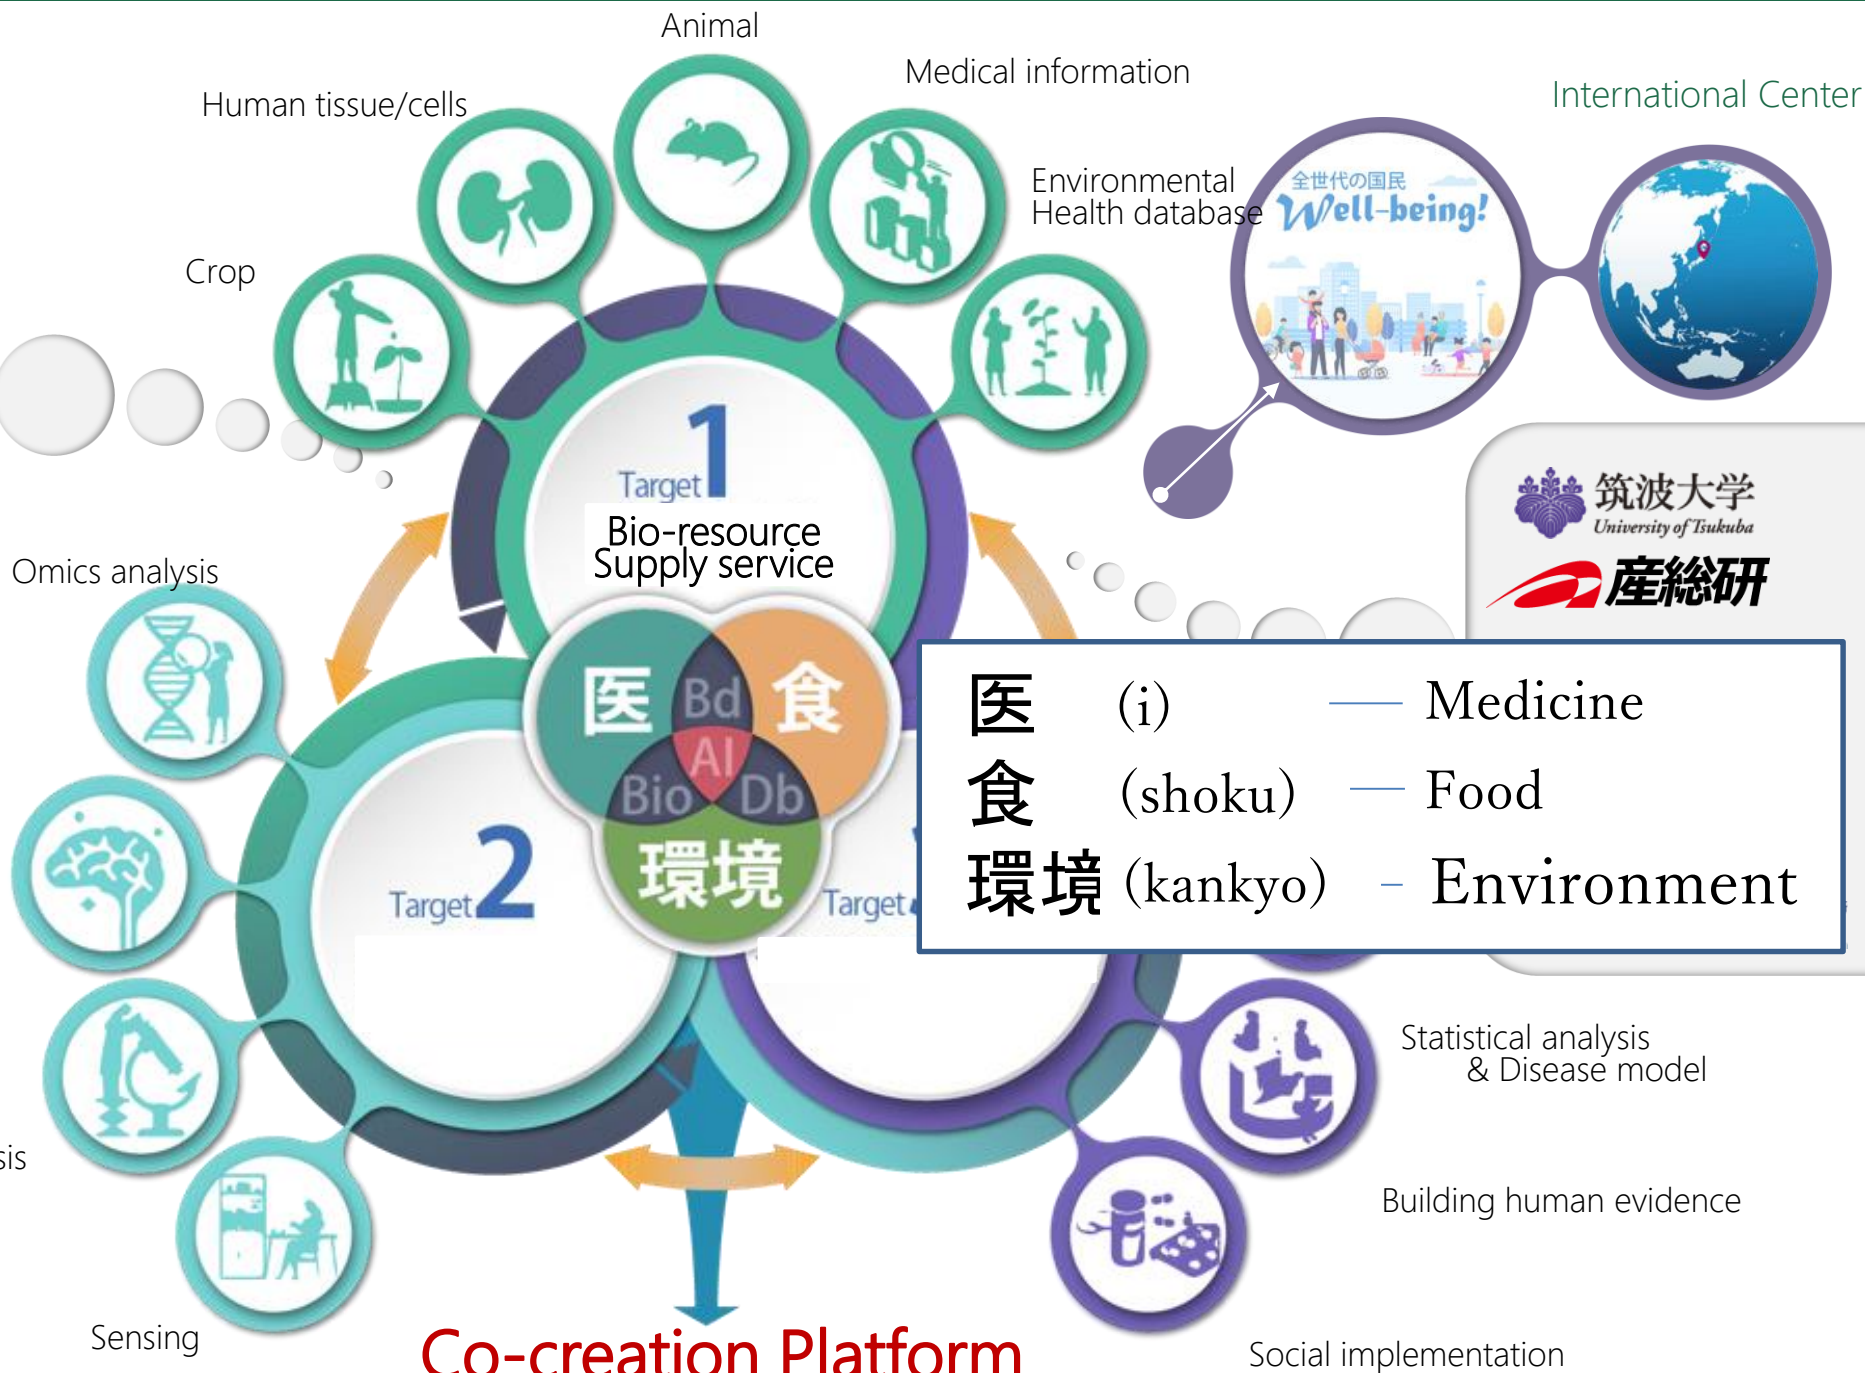 Animal
Medical information
International Center
Human tissue/cells
Environmental
Health database
全世代の国民
Well-being!
Crop
1
Target
Bio-resource
Supply service
筑波大学
University of Tsukuba
産総研
Omics analysis
医
Bd
食
AI
Bio
Db
環境
Target 2
Target
医 (i) — Medicine
食 (shoku) — Food
環境 (kankyo) – Environment
Statistical analysis
& Disease model
sis
Building human evidence
Sensing
Co-creation Platform
Social implementation